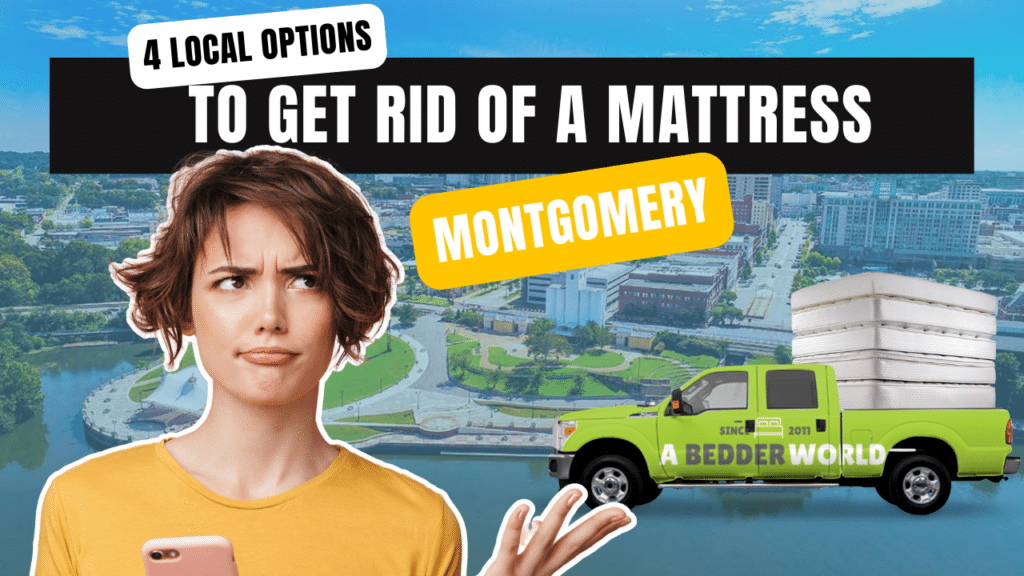 4 LOCAL OPTIONS
TO GET RID OF A MATTRESS
MONTGOMERY
SINCE 2011
A BEDDER WORLD